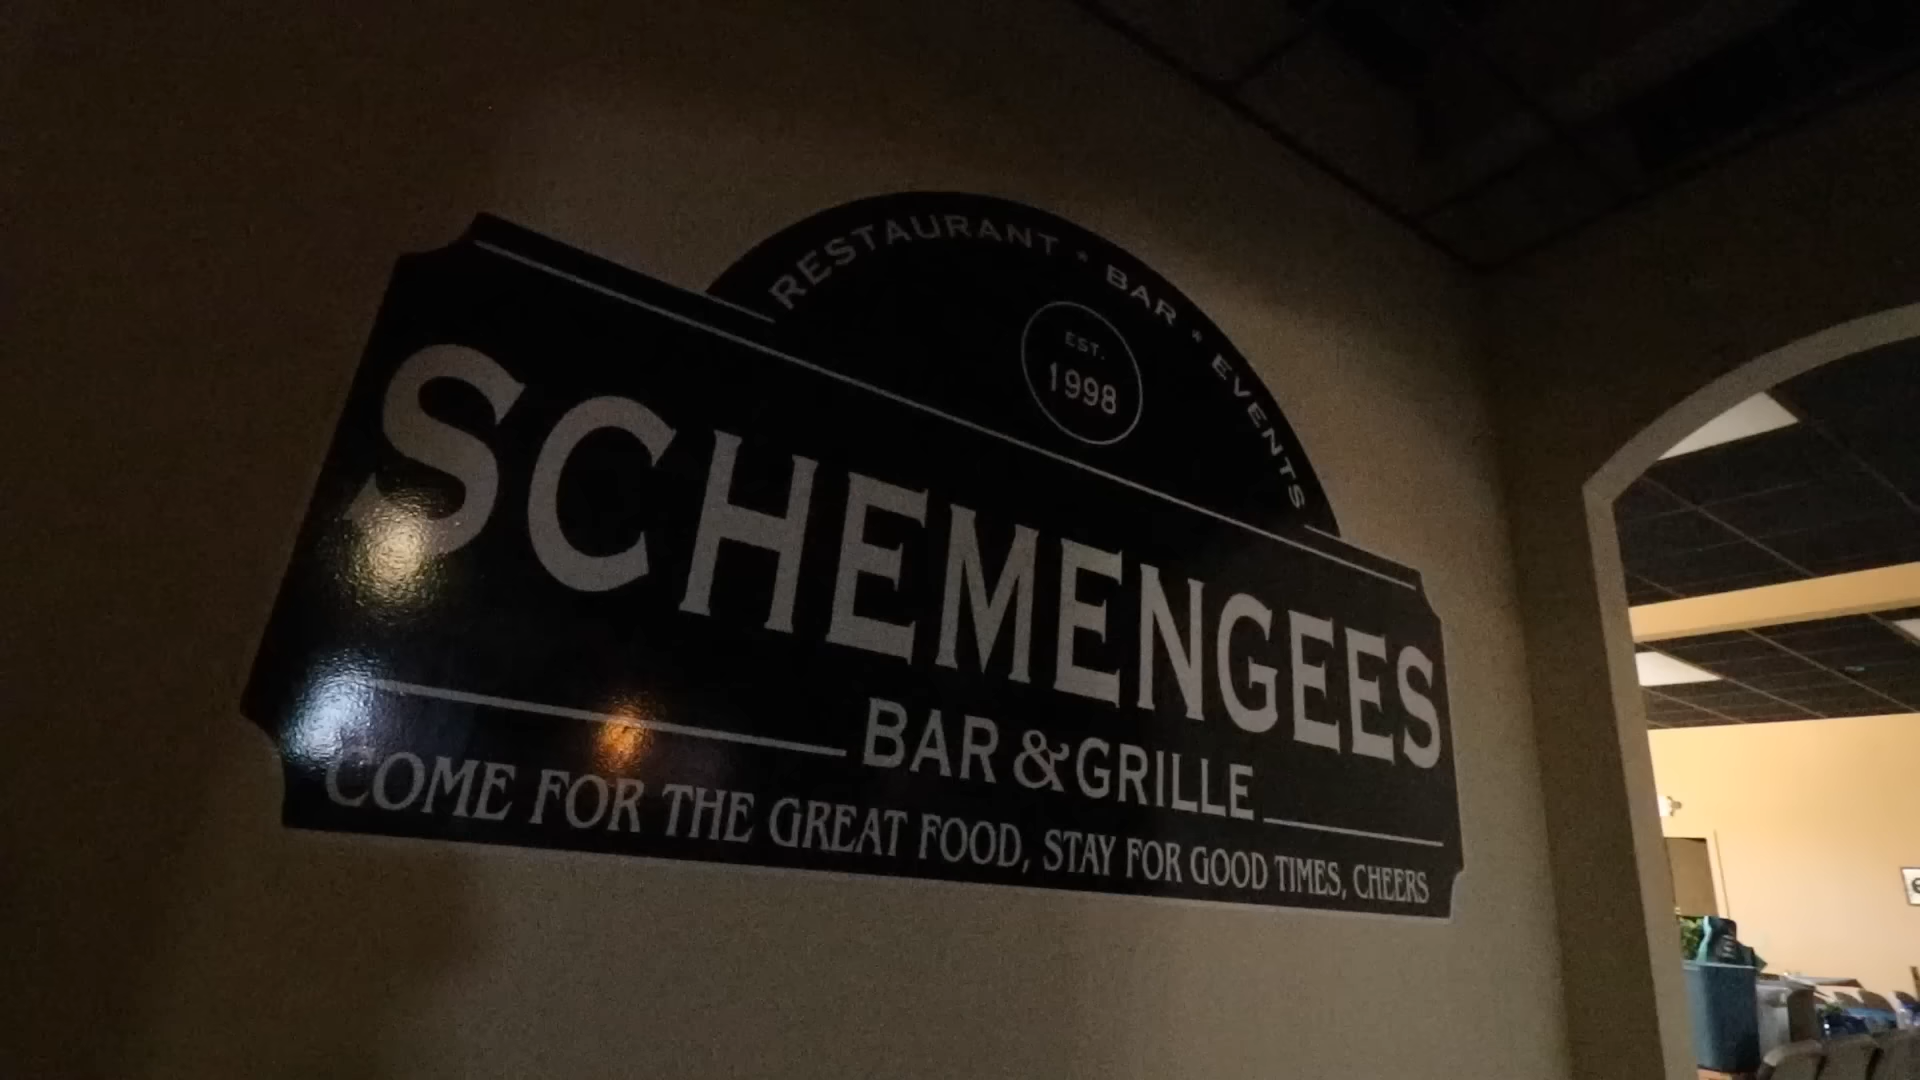 RESTAURANT * BAR * EVENTS
EST.
1998
SCHEMENGEES
BAR & GRILLE
COME FOR THE GREAT FOOD, STAY FOR GOOD TIMES, CHEERS